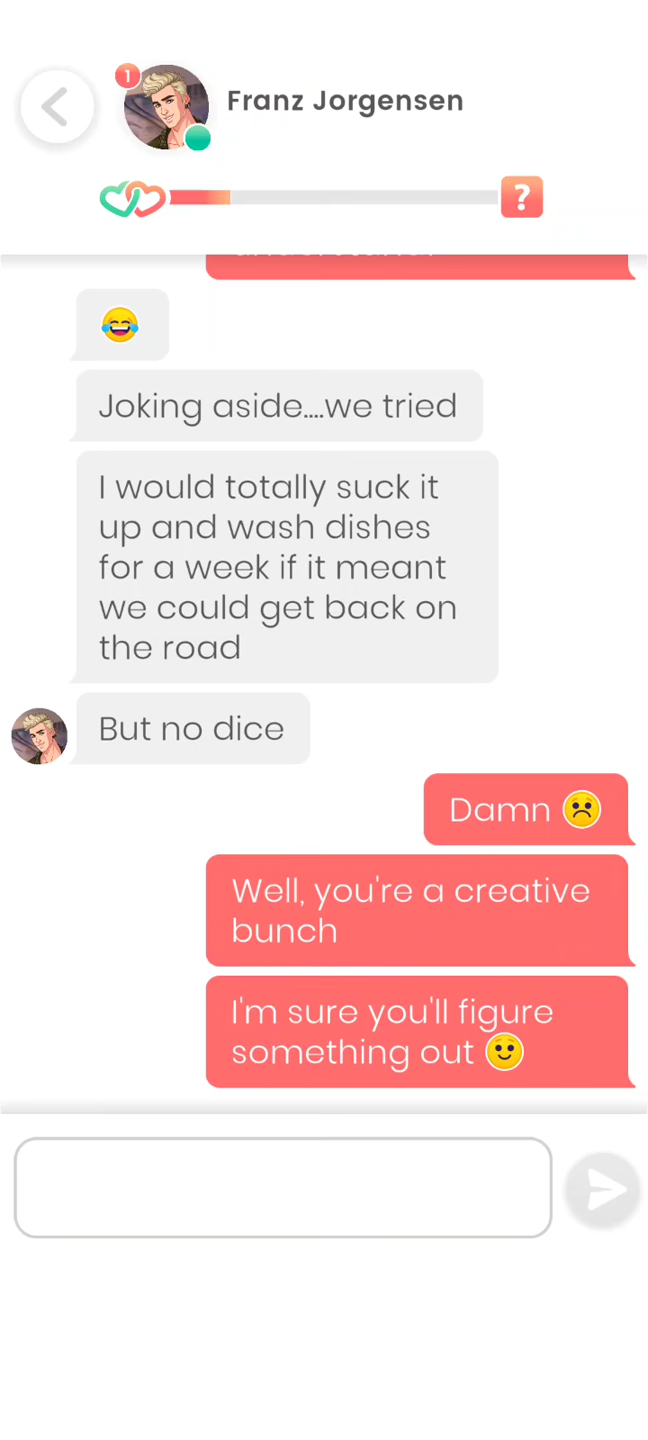 1
Franz Jorgensen
?
😂
Joking aside....we tried
I would totally suck it
up and wash dishes
for a week if it meant
we could get back on
the road
But no dice
Damn ☹️
Well, you're a creative
bunch
I'm sure you'll figure
something out 🙂